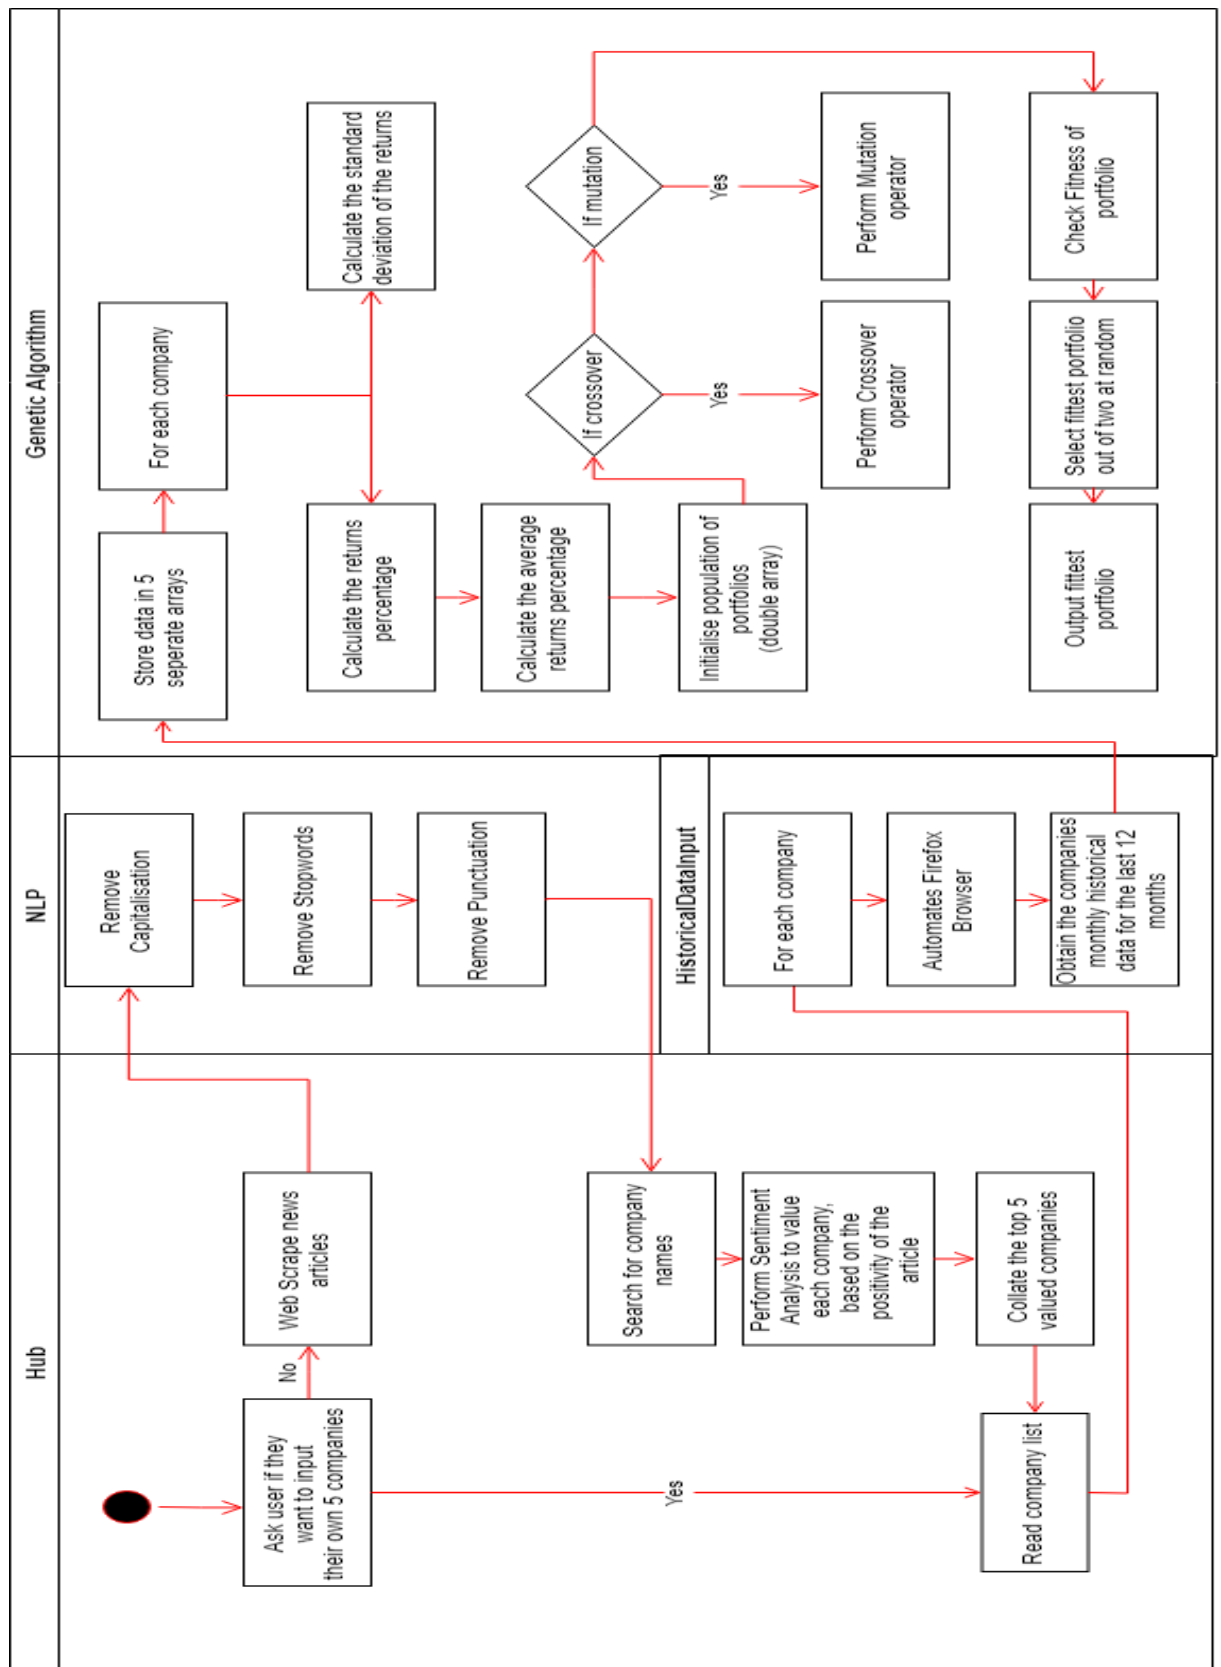 Hub
Ask user if they
want to input
their own 5 companies
No
Web Scrape news
articles
Yes
Search for company
names
Perform Sentiment
Analysis to value
each company,
based on the
positivity of the
article
Collate the top 5
valued companies
Read company list
NLP
Remove
Capitalisation
Remove Stopwords
Remove Punctuation
HistoricalDataInput
For each company
Automates Firefox
Browser
Obtain the companies
monthly historical
data for the last 12
months
Genetic Algorithm
Store data in 5
seperate arrays
For each company
Calculate the returns
percentage
Calculate the standard
deviation of the returns
Calculate the average
returns percentage
Initialise population of
portfolios
(double array)
If crossover
Yes
Perform Crossover
operator
If mutation
Yes
Perform Mutation
operator
Check Fitness of
portfolio
Select fittest portfolio
out of two at random
Output fittest
portfolio